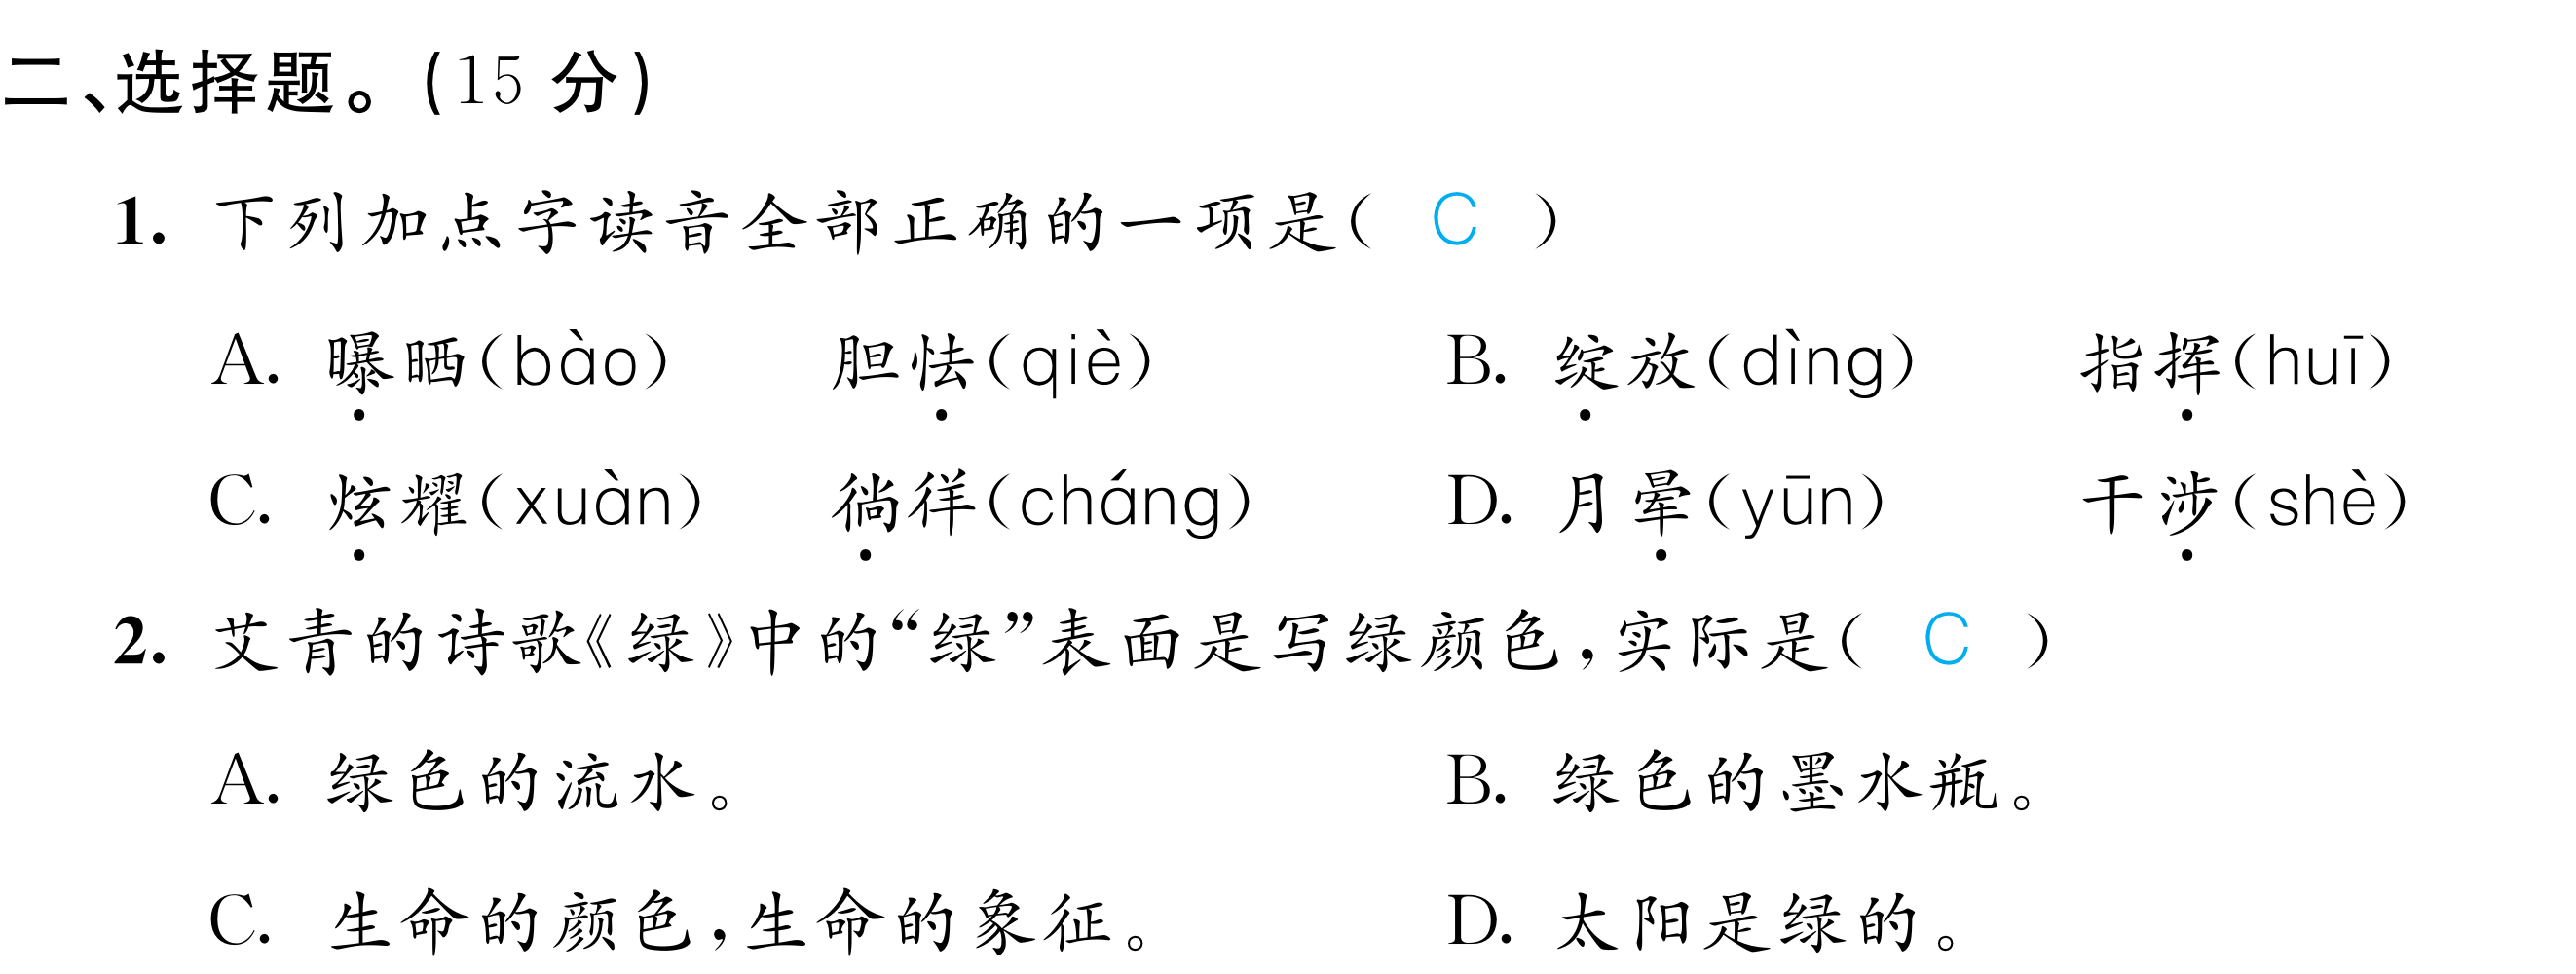 二、选择题。(15 分)
1. 下列加点字读音全部正确的一项是( C )
A. 曝晒(bào) 胆怯(qiè) B. 绽放(dìng) 指挥(huī)
C. 炫耀(xuàn) 徜徉(cháng) D. 月晕(yūn) 干涉(shè)
2. 艾青的诗歌《绿》中的“绿”表面是写绿颜色,实际是( C )
A. 绿色的流水。 B. 绿色的墨水瓶。
C. 生命的颜色,生命的象征。 D. 太阳是绿的。